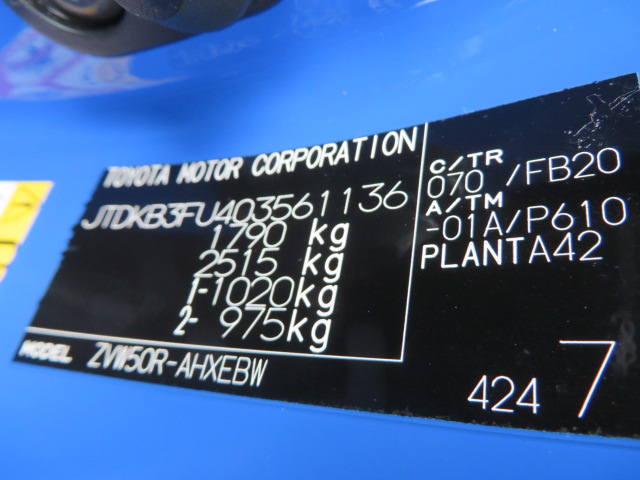 TOYOTA MOTOR CORPORATION
JTDKB3FU403561136
1790 kg
2515 kg
1-1020kg
2- 975kg
MODEL ZVW50R-AHXEBW
C/TR
070 /FB20
A/TM
-01A/P610
PLANTA42
424 7